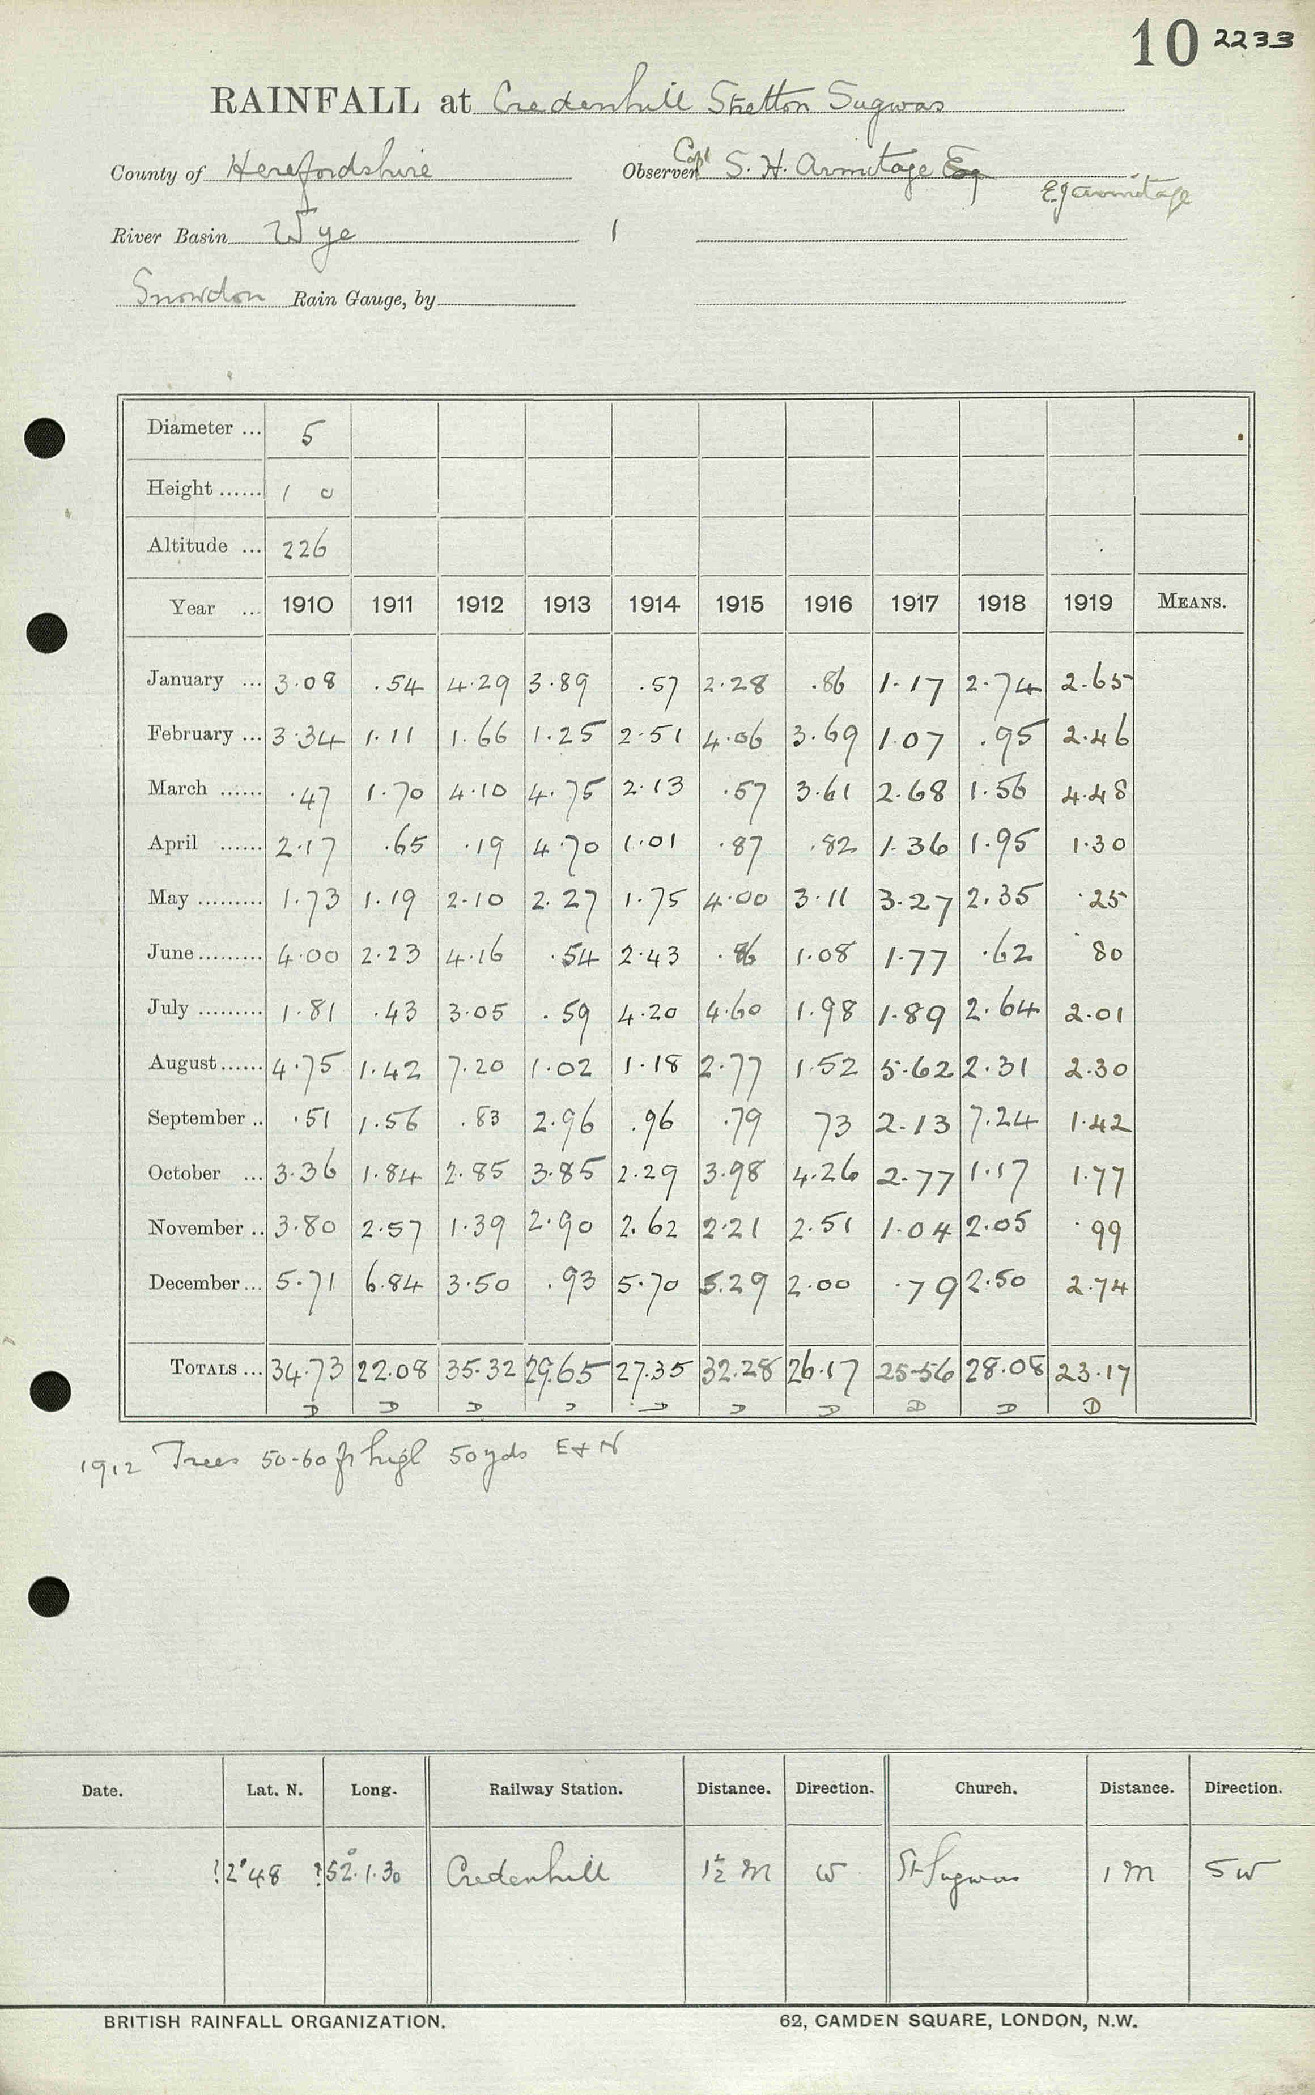 10 2233
RAINFALL at Credenhill Stretton Sugwas
County of Herefordshire Observer Capt S. H. Armitage Esq
E J Armitage
River Basin Wye 1
Snowdon Rain Gauge, by
Diameter ... 5
Height ...... 1 0
Altitude ... 226
Year ... 1910 1911 1912 1913 1914 1915 1916 1917 1918 1919 MEANS.
January ... 3.08 .54 4.29 3.89 .57 2.28 .86 1.17 2.74 2.65
February ... 3.34 1.11 1.66 1.25 2.51 4.06 3.69 1.07 .95 2.46
March ...... .47 1.70 4.10 4.75 2.13 .57 3.61 2.68 1.56 4.48
April ...... 2.17 .65 .19 4.70 1.01 .87 .82 1.36 1.95 1.30
May ......... 1.73 1.19 2.10 2.27 1.75 4.00 3.11 3.27 2.35 .25
June ......... 4.00 2.23 4.16 .54 2.43 .86 1.08 1.77 .62 .80
July ......... 1.81 .43 3.05 .59 4.20 4.60 1.98 1.89 2.64 2.01
August ...... 4.75 1.42 7.20 1.02 1.18 2.77 1.52 5.62 2.31 2.30
September .. .51 1.56 .83 2.96 .96 .79 73 2.13 7.24 1.42
October ... 3.36 1.84 2.85 3.85 2.29 3.98 4.26 2.77 1.17 1.77
November .. 3.80 2.57 1.39 2.90 2.62 2.21 2.51 1.04 2.05 .99
December ... 5.71 6.84 3.50 .93 5.70 5.29 2.00 .79 2.50 2.74
TOTALS ... 34.73 22.08 35.32 29.65 27.35 32.28 26.17 25.56 28.08 23.17
D D D D D D D D D D
1912 Trees 50-60 ft high 50 yds E & N
Date. Lat. N. Long. Railway Station. Distance. Direction. Church. Distance. Direction.
?2°48 ?52°.1.30 Credenhill 1½ M W St Sugwas 1 M SW
BRITISH RAINFALL ORGANIZATION. 62, CAMDEN SQUARE, LONDON, N.W.